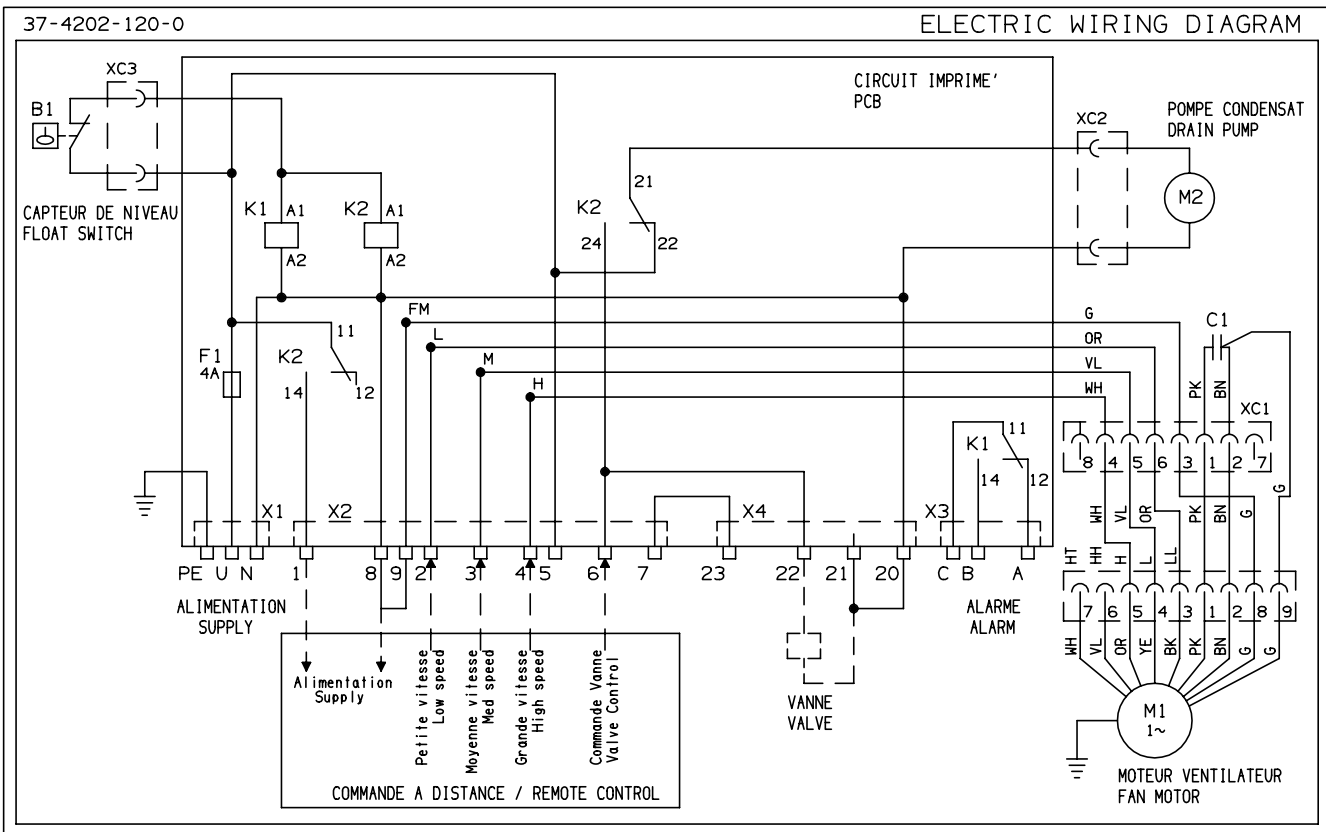 37-4202-120-0
ELECTRIC WIRING DIAGRAM
XC3
B1
CAPTEUR DE NIVEAU
FLOAT SWITCH
CIRCUIT IMPRIME'
PCB
XC2
POMPE CONDENSAT
DRAIN PUMP
M2
K1
A1
A2
K2
A1
A2
K2
21
24
22
FM
L
M
H
F1
4A
K2
11
14
12
G
OR
VL
WH
C1
PK
BN
XC1
8
4
5
6
3
1
2
7
G
K1
11
14
12
X1
X2
X4
X3
PE
U
N
1
8
9
2
3
4
5
6
7
23
22
21
20
C
B
A
ALIMENTATION
SUPPLY
ALARME
ALARM
WH
VL
OR
PK
BN
G
HT
HH
H
L
LL
7
6
5
4
3
1
2
8
9
WH
VL
OR
YE
BK
PK
BN
G
G
Alimentation
Supply
Petite vitesse
Low speed
Moyenne vitesse
Med speed
Grande vitesse
High speed
Commande Vanne
Valve Control
VANNE
VALVE
M1
1~
COMMANDE A DISTANCE / REMOTE CONTROL
MOTEUR VENTILATEUR
FAN MOTOR